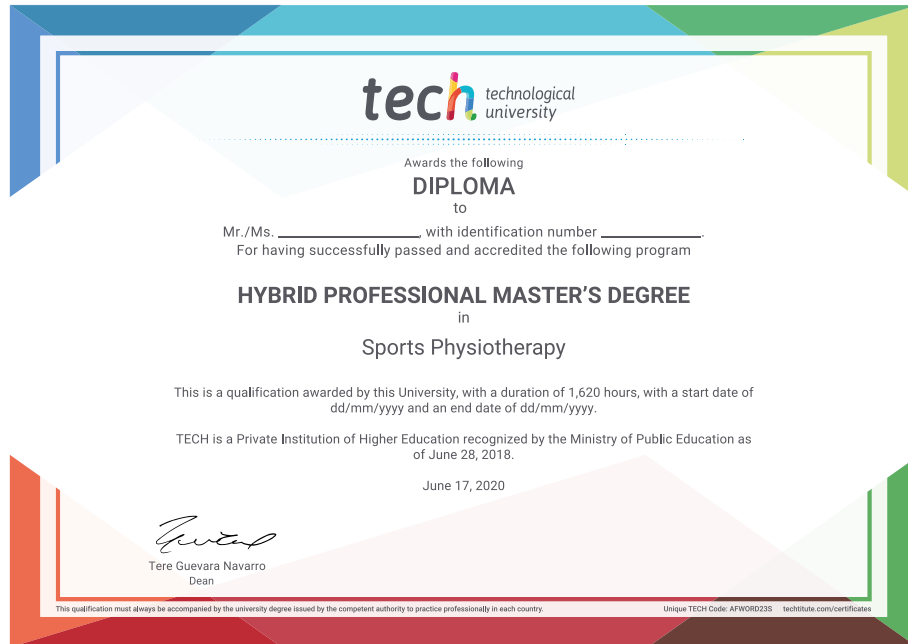 tech technological
university
Awards the following
DIPLOMA
to
Mr./Ms. ________________, with identification number ____________.
For having successfully passed and accredited the following program
HYBRID PROFESSIONAL MASTER'S DEGREE
in
Sports Physiotherapy
This is a qualification awarded by this University, with a duration of 1,620 hours, with a start date of
dd/mm/yyyy and an end date of dd/mm/yyyy.
TECH is a Private Institution of Higher Education recognized by the Ministry of Public Education as
of June 28, 2018.
June 17, 2020
Tere Guevara Navarro
Dean
This qualification must always be accompanied by the university degree issued by the competent authority to practice professionally in each country. Unique TECH Code: AFWORD23S techtitute.com/certificates